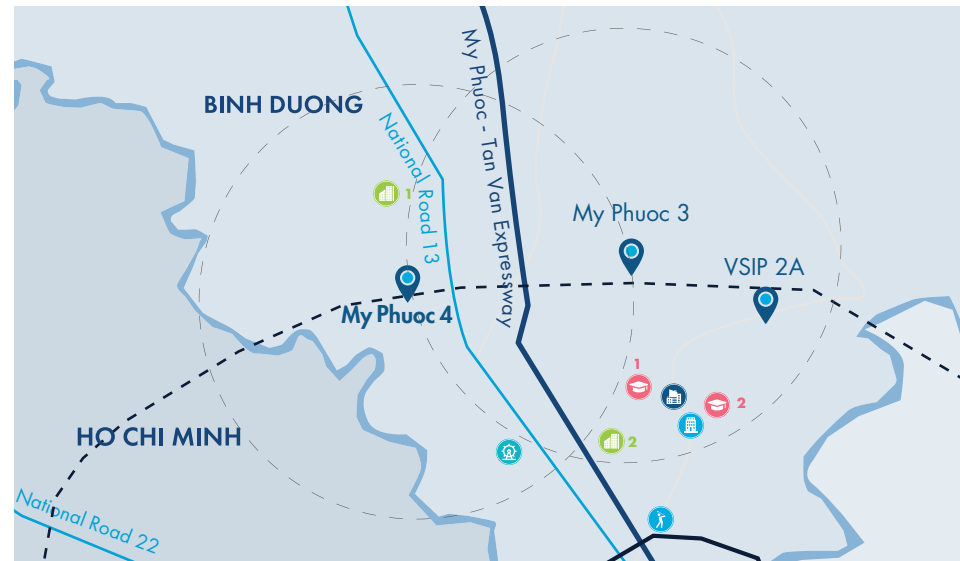 BINH DUONG
My Phuoc - Tan Van Expressway
National Road 13
1
My Phuoc 3
VSIP 2A
My Phuoc 4
1
2
2
HO CHI MINH
National Road 22